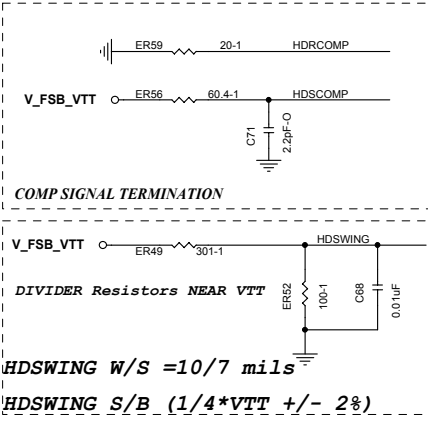 ER59 20-1 HDRCOMP
V_FSB_VTT ER56 60.4-1 HDSCOMP
C71
2.2pF-O
COMP SIGNAL TERMINATION
V_FSB_VTT ER49 301-1 HDSWING
DIVIDER Resistors NEAR VTT
ER52
100-1
C68
0.01uF
HDSWING W/S =10/7 mils
HDSWING S/B (1/4*VTT +/- 2%)